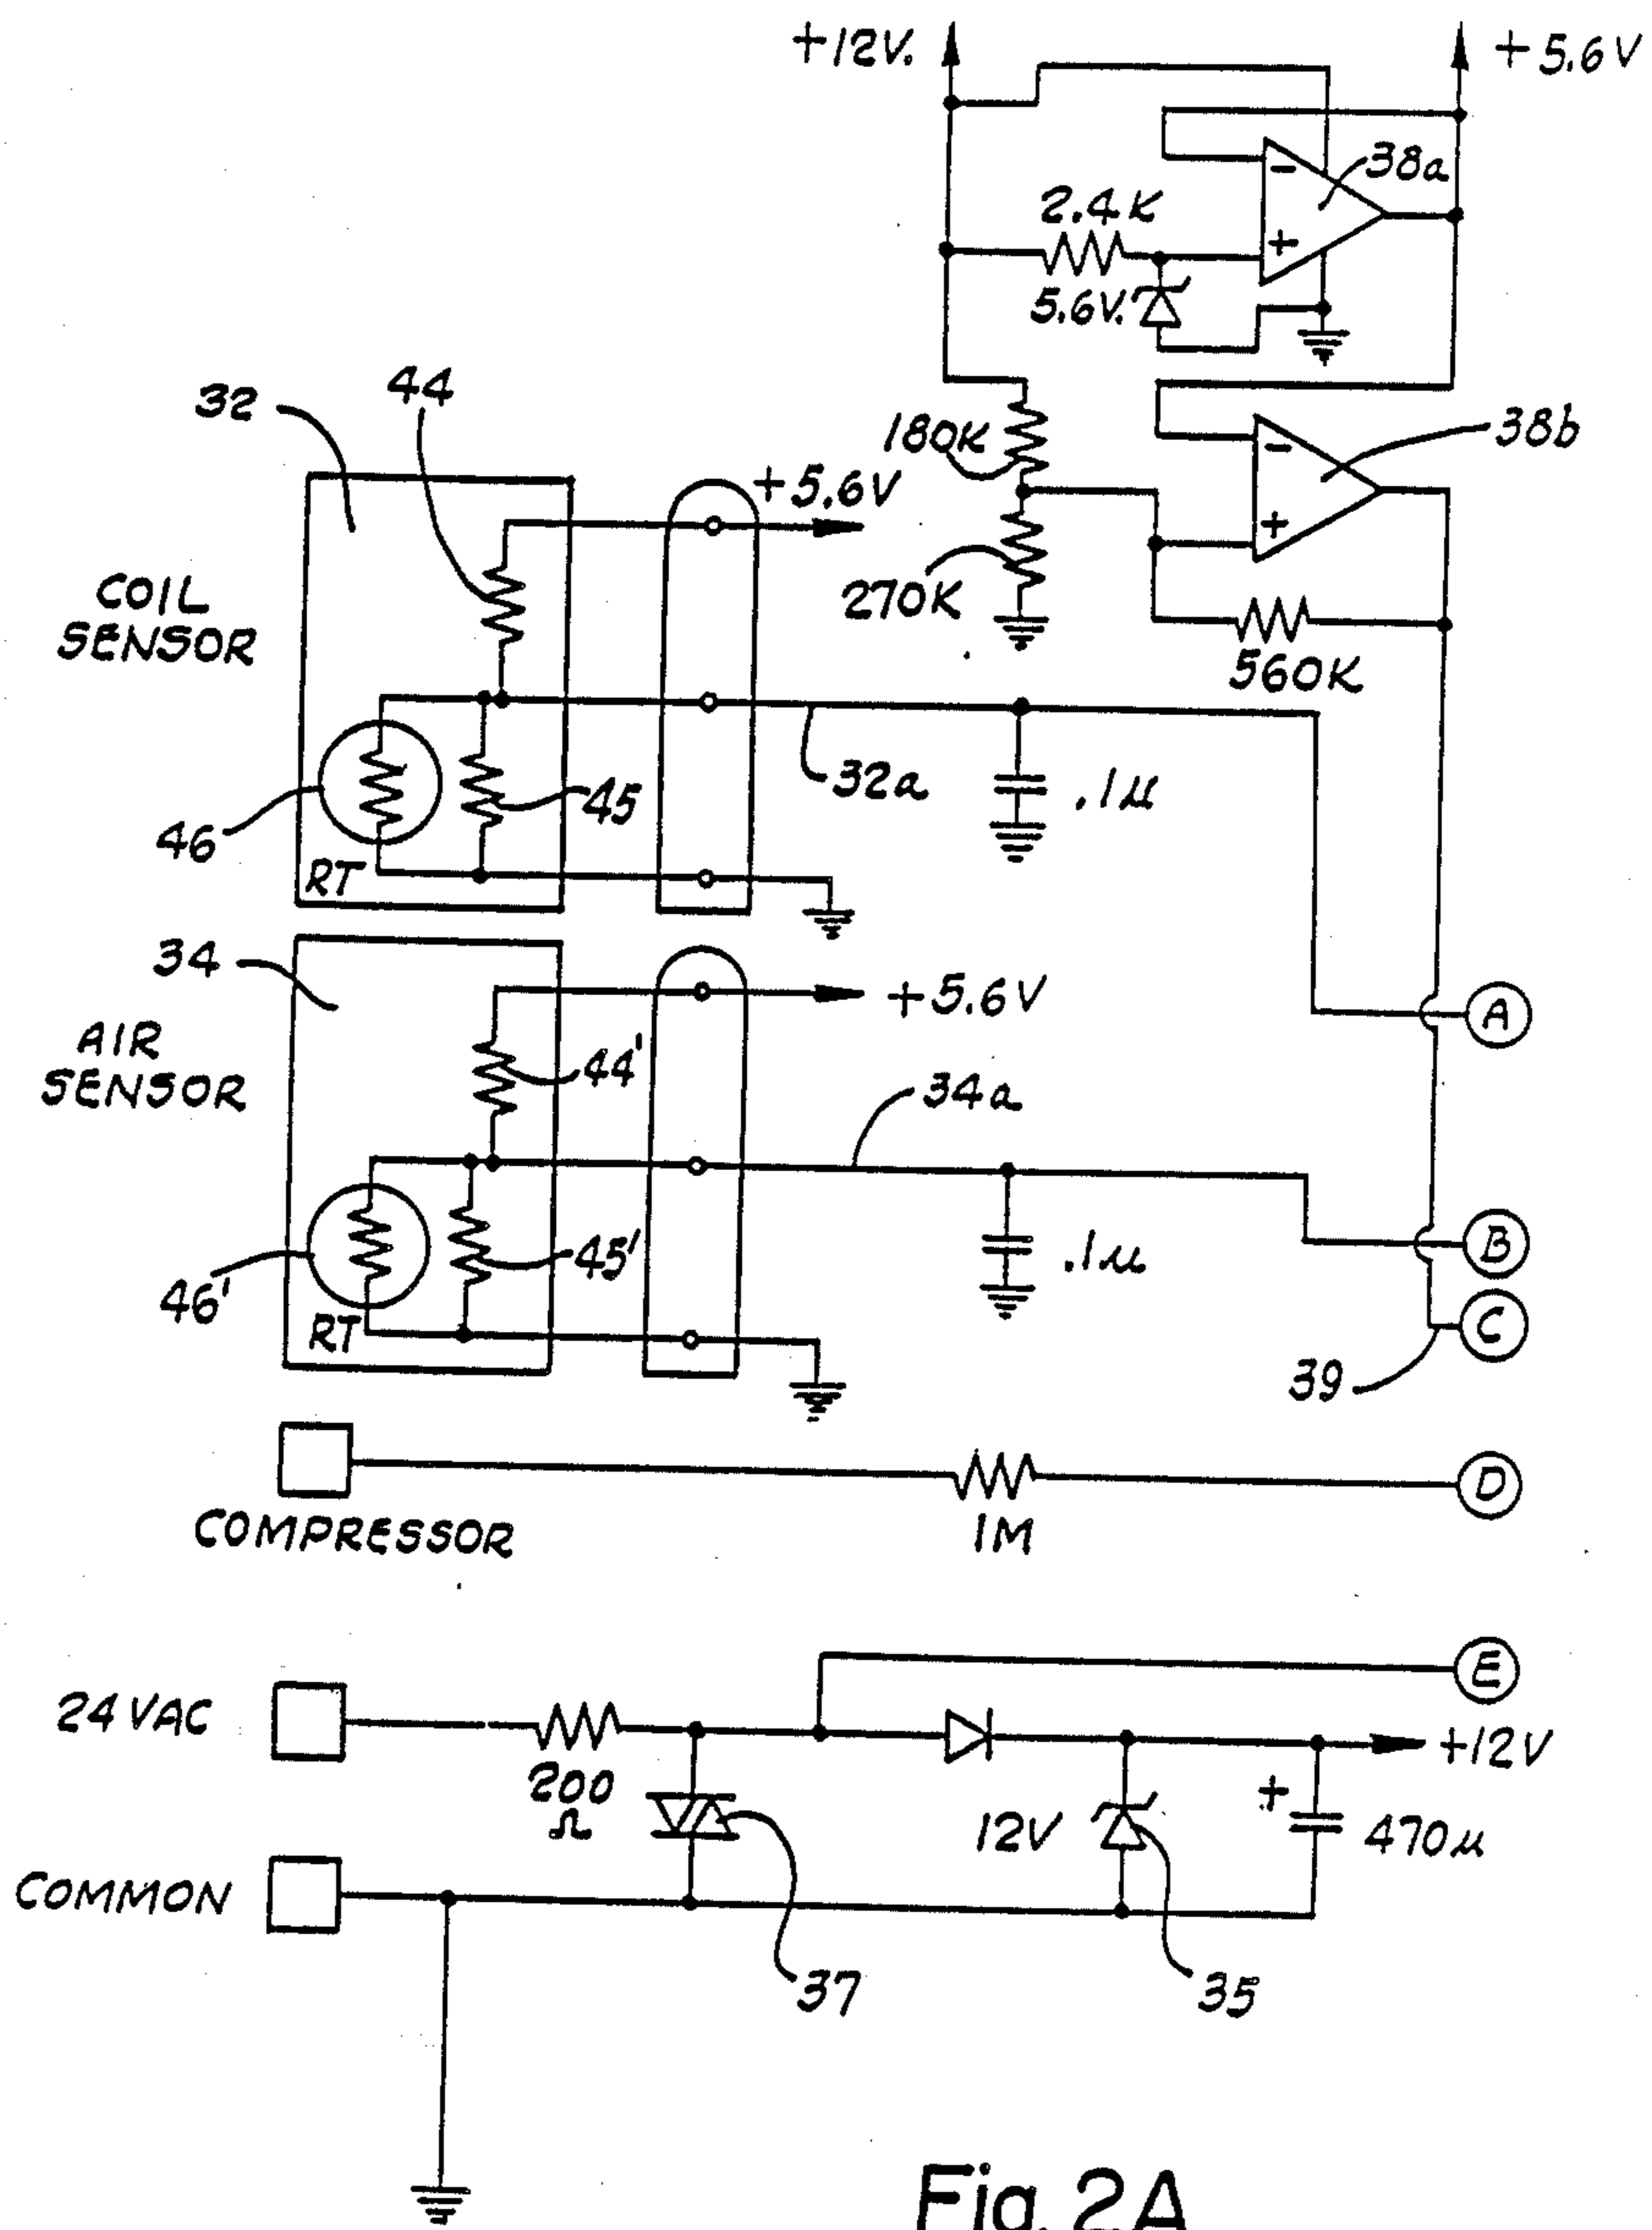 +12V.
+5.6V
38a
2.4K
5.6V.
-
+
32
44
180K
38b
-
+
+5.6V
270K
COIL
SENSOR
560K
32a
.1µ
45
46
RT
34
+5.6V
A
AIR
SENSOR
44'
34a
B
45'
.1µ
46'
RT
C
39
D
COMPRESSOR
1M
E
24VAC
+12V
200
Ω
12V
+
470µ
COMMON
37
35
Fig. 2A